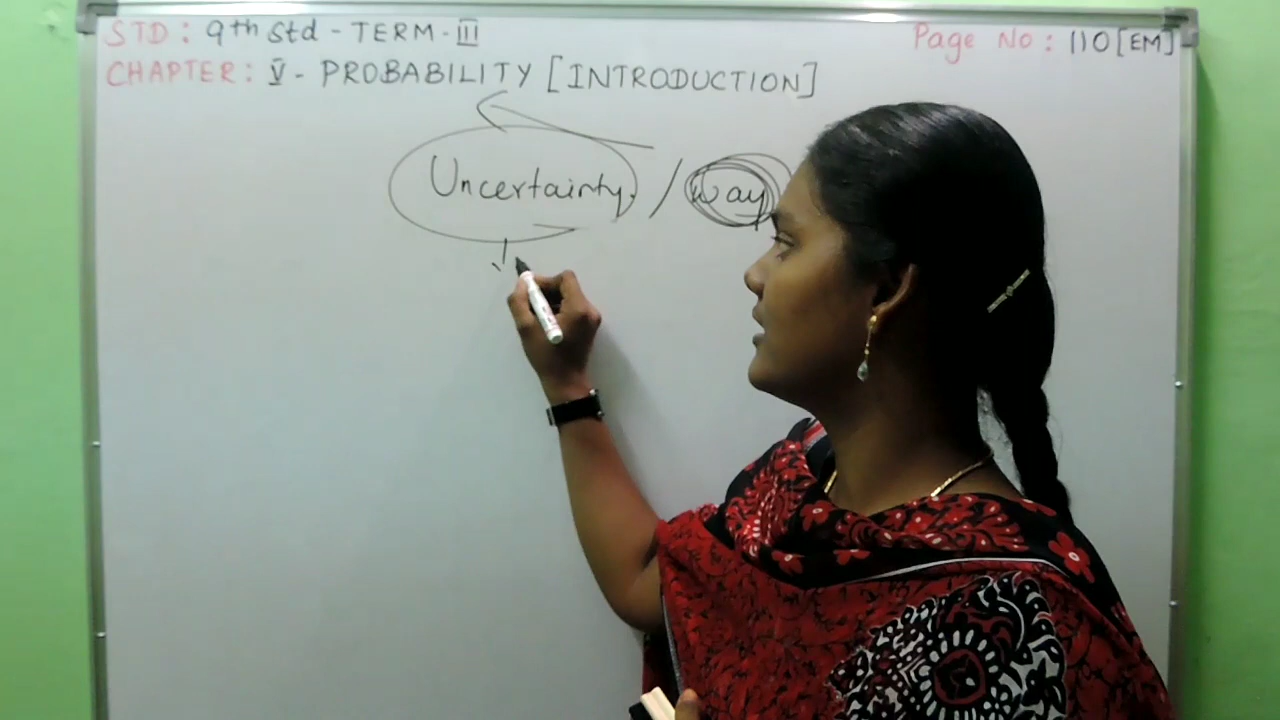 STD: 9th Std - TERM - III
Page No: 110 [EM]
CHAPTER: V - PROBABILITY [INTRODUCTION]
Uncertainty / way